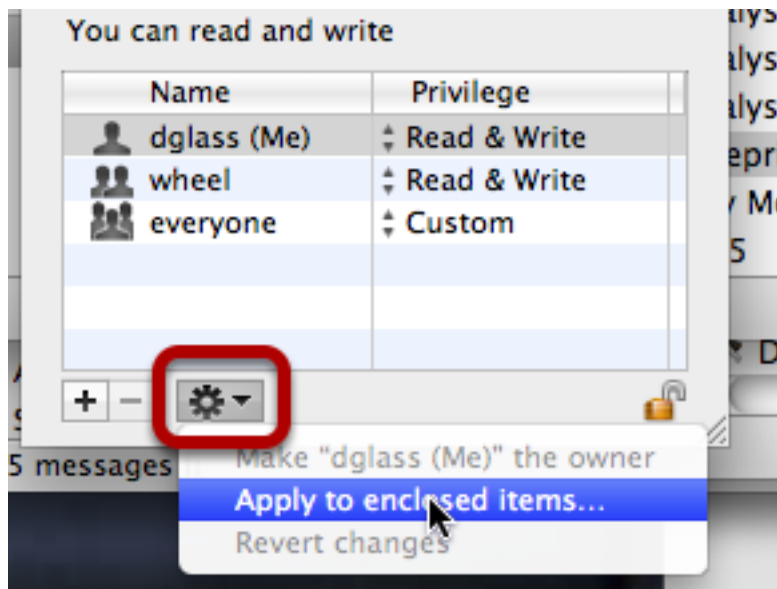 You can read and write
Name Privilege
dglass (Me) Read & Write
wheel Read & Write
everyone Custom
5
5 messages
Make "dglass (Me)" the owner
Apply to enclosed items...
Revert changes